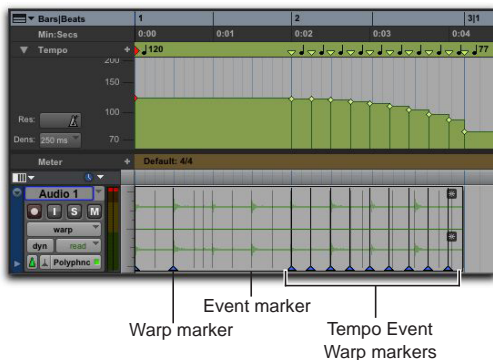 Bars|Beats 1 2 3|1
Min:Secs 0:00 0:01 0:02 0:03 0:04
Tempo + 120 77
200
150
Res:
100
Dens: 250 ms
70
Meter + Default: 4/4
Audio 1
I S M
warp
dyn read
Polyphnc
Event marker
Warp marker
Tempo Event
Warp markers